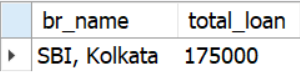 br_name total_loan
SBI, Kolkata 175000